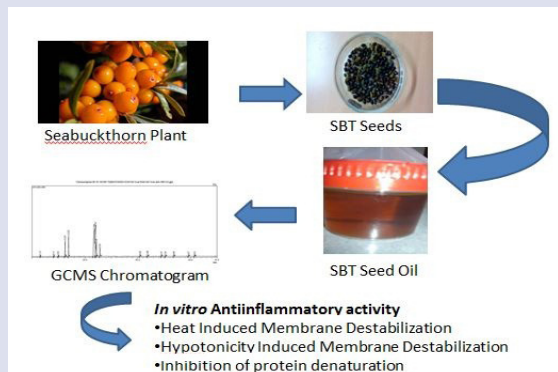 Seabuckthorn Plant
SBT Seeds
SBT Seed Oil
GCMS Chromatogram
In vitro Antiinflammatory activity
•Heat Induced Membrane Destabilization
•Hypotonicity Induced Membrane Destabilization
•Inhibition of protein denaturation